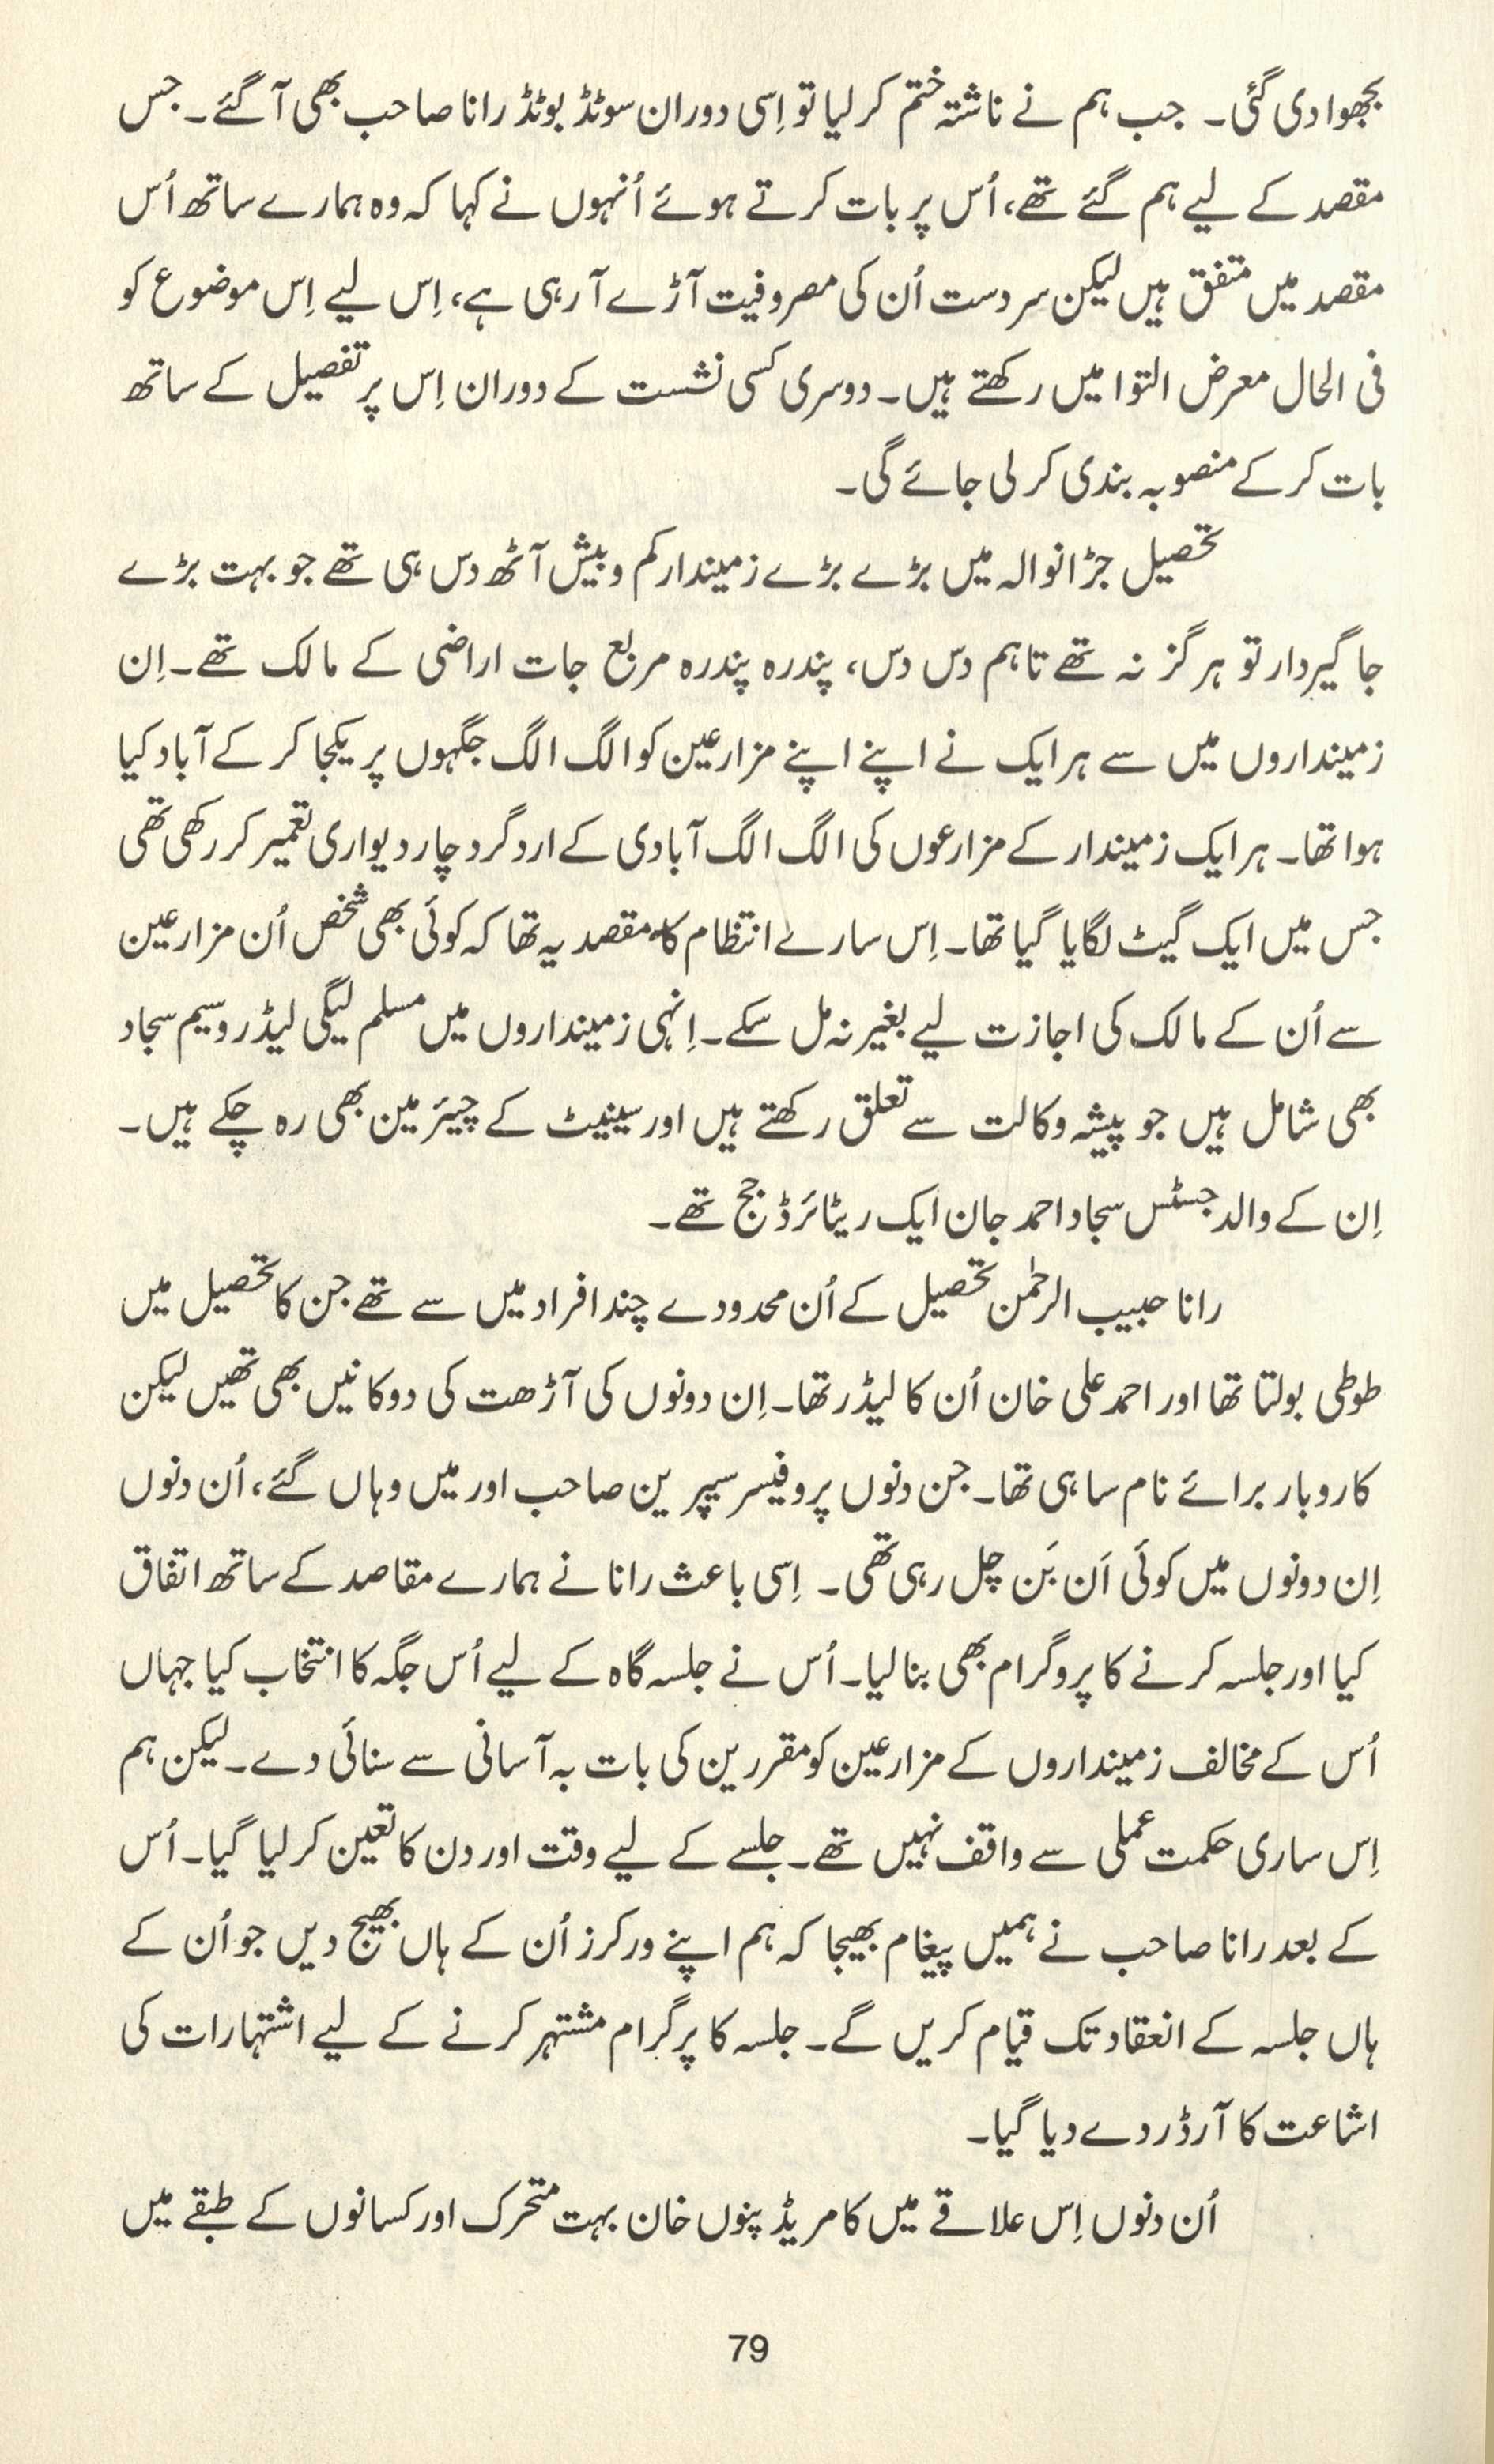 بھجوا دی گئی۔ جب ہم نے ناشتہ ختم کر لیا تو اِسی دوران سوٹڈ بوٹڈ رانا صاحب بھی آ گئے۔ جس
مقصد کے لیے ہم گئے تھے، اُس پر بات کرتے ہوئے اُنہوں نے کہا کہ وہ ہمارے ساتھ اُس
مقصد میں متفق ہیں لیکن سر دست اُن کی مصروفیت آڑے آ رہی ہے، اِس لیے اِس موضوع کو
فی الحال معرض التوا میں رکھتے ہیں۔ دوسری کسی نشست کے دوران اِس پر تفصیل کے ساتھ
بات کر کے منصوبہ بندی کر لی جائے گی۔
تحصیل جڑانوالہ میں بڑے بڑے زمیندار کم و بیش آٹھ دس ہی تھے جو بہت بڑے
جاگیردار تو ہرگز نہ تھے تاہم دس دس، پندرہ پندرہ مربع جات اراضی کے مالک تھے۔ اِن
زمینداروں میں سے ہر ایک نے اپنے اپنے مزارعین کو الگ الگ جگہوں پر یکجا کر کے آباد کیا
ہوا تھا۔ ہر ایک زمیندار کے مزارعوں کی الگ الگ آبادی کے اردگرد چار دیواری تعمیر کر رکھی تھی
جس میں ایک گیٹ لگایا گیا تھا۔ اِس سارے انتظام کا مقصد یہ تھا کہ کوئی بھی شخص اُن مزارعین
سے اُن کے مالک کی اجازت لیے بغیر نہ مل سکے۔ اِنہی زمینداروں میں مسلم لیگی لیڈر وسیم سجاد
بھی شامل ہیں جو پیشہ وکالت سے تعلق رکھتے ہیں اور سینیٹ کے چیئرمین بھی رہ چکے ہیں۔
اِن کے والد جسٹس سجاد احمد جان ایک ریٹائرڈ جج تھے۔
رانا حبیب الرحمٰن تحصیل کے اُن محدودے چند افراد میں سے تھے جن کا تحصیل میں
طوطی بولتا تھا اور احمد علی خان اُن کا لیڈر تھا۔ اِن دونوں کی آڑھت کی دوکانیں بھی تھیں لیکن
کاروبار برائے نام سا ہی تھا۔ جن دنوں پروفیسر سپرین صاحب اور میں وہاں گئے، اُن دنوں
اِن دونوں میں کوئی اَن بَن چل رہی تھی۔ اِسی باعث رانا نے ہمارے مقاصد کے ساتھ اتفاق
کیا اور جلسہ کرنے کا پروگرام بھی بنا لیا۔ اُس نے جلسہ گاہ کے لیے اُس جگہ کا انتخاب کیا جہاں
اُس کے مخالف زمینداروں کے مزارعین کو مقررین کی بات بہ آسانی سے سنائی دے۔ لیکن ہم
اِس ساری حکمت عملی سے واقف نہیں تھے۔ جلسے کے لیے وقت اور دن کا تعین کر لیا گیا۔ اُس
کے بعد رانا صاحب نے ہمیں پیغام بھیجا کہ ہم اپنے ورکرز اُن کے ہاں بھیج دیں جو اُن کے
ہاں جلسہ کے انعقاد تک قیام کریں گے۔ جلسہ کا پرگرام مشتہر کرنے کے لیے اشتہارات کی
اشاعت کا آرڈر دے دیا گیا۔
اُن دنوں اِس علاقے میں کامریڈ پنوں خان بہت متحرک اور کسانوں کے طبقے میں
79